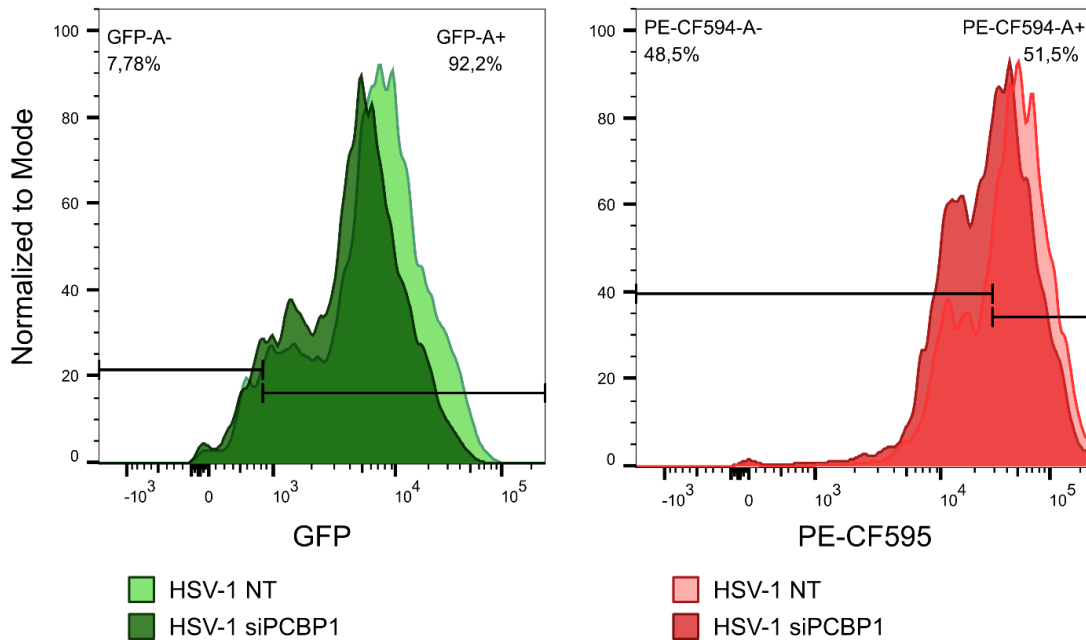 GFP-A-
7,78%
GFP-A+
92,2%
100
80
60
40
20
0
Normalized to Mode
-10³
0
10³
10⁴
10⁵
GFP
HSV-1 NT
HSV-1 siPCBP1
PE-CF594-A-
48,5%
PE-CF594-A+
51,5%
100
80
60
40
20
0
-10³
0
10³
10⁴
10⁵
PE-CF595
HSV-1 NT
HSV-1 siPCBP1